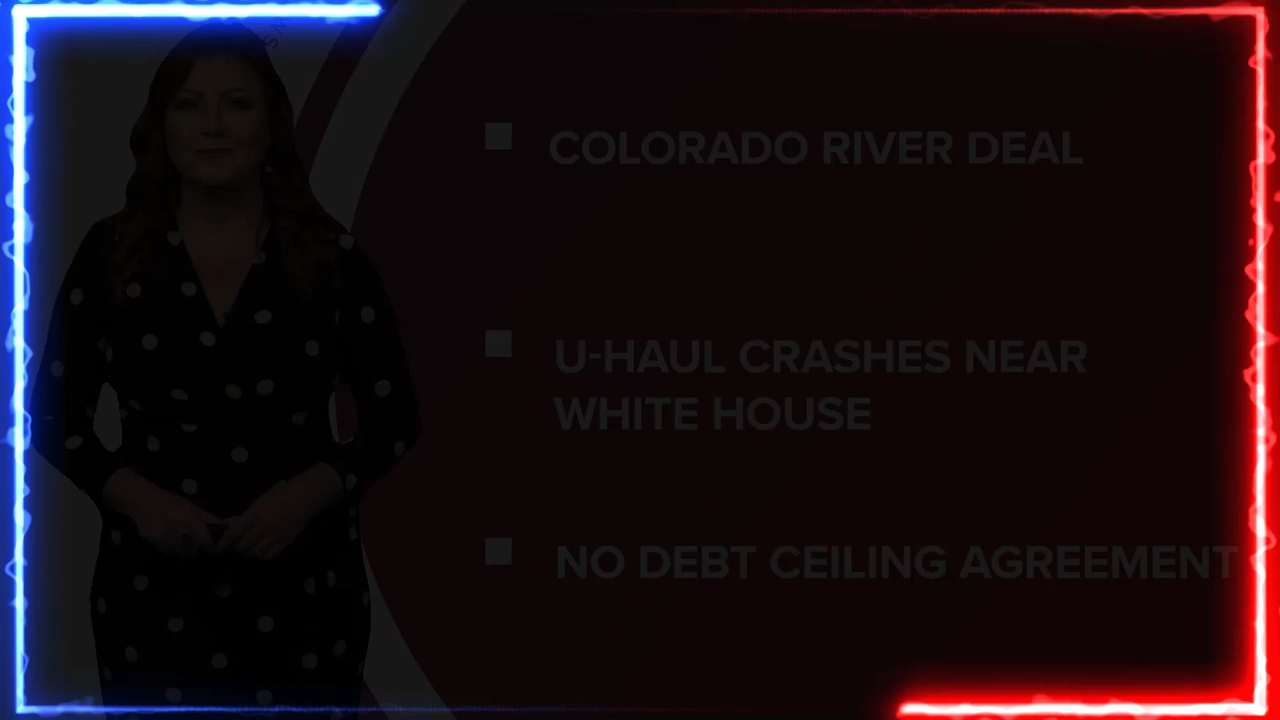 COLORADO RIVER DEAL
U-HAUL CRASHES NEAR
WHITE HOUSE
NO DEBT CEILING AGREEMENT